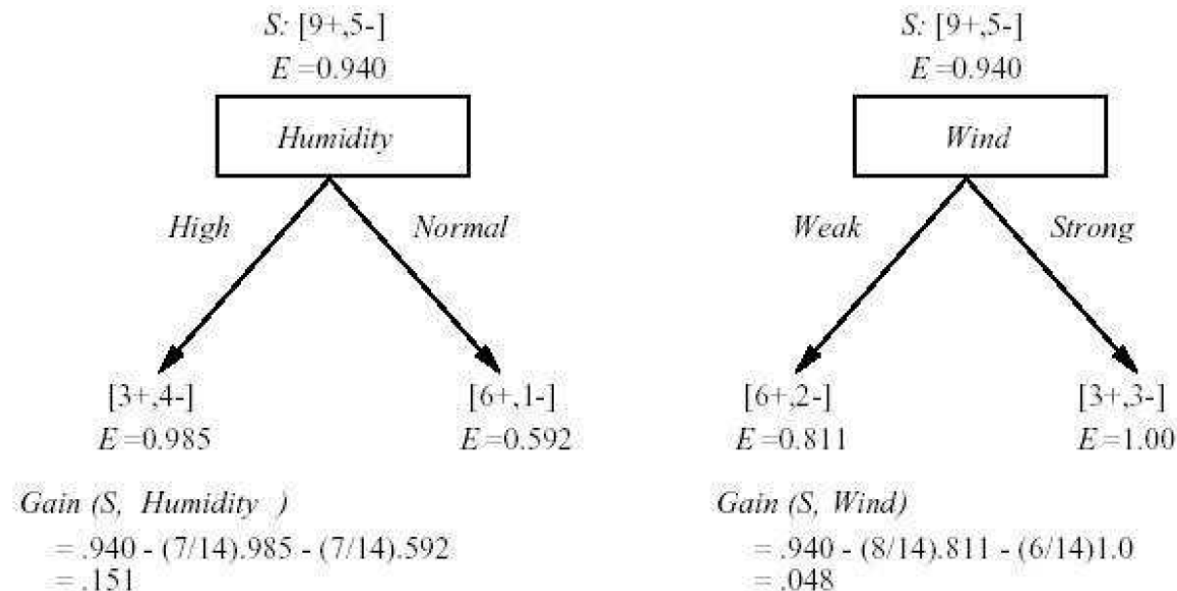 S: [9+,5-]
E =0.940
Humidity
High
Normal
[3+,4-]
E =0.985
[6+,1-]
E =0.592
Gain (S, Humidity )
= .940 - (7/14).985 - (7/14).592
= .151
S: [9+,5-]
E =0.940
Wind
Weak
Strong
[6+,2-]
E =0.811
[3+,3-]
E =1.00
Gain (S, Wind)
= .940 - (8/14).811 - (6/14)1.0
= .048